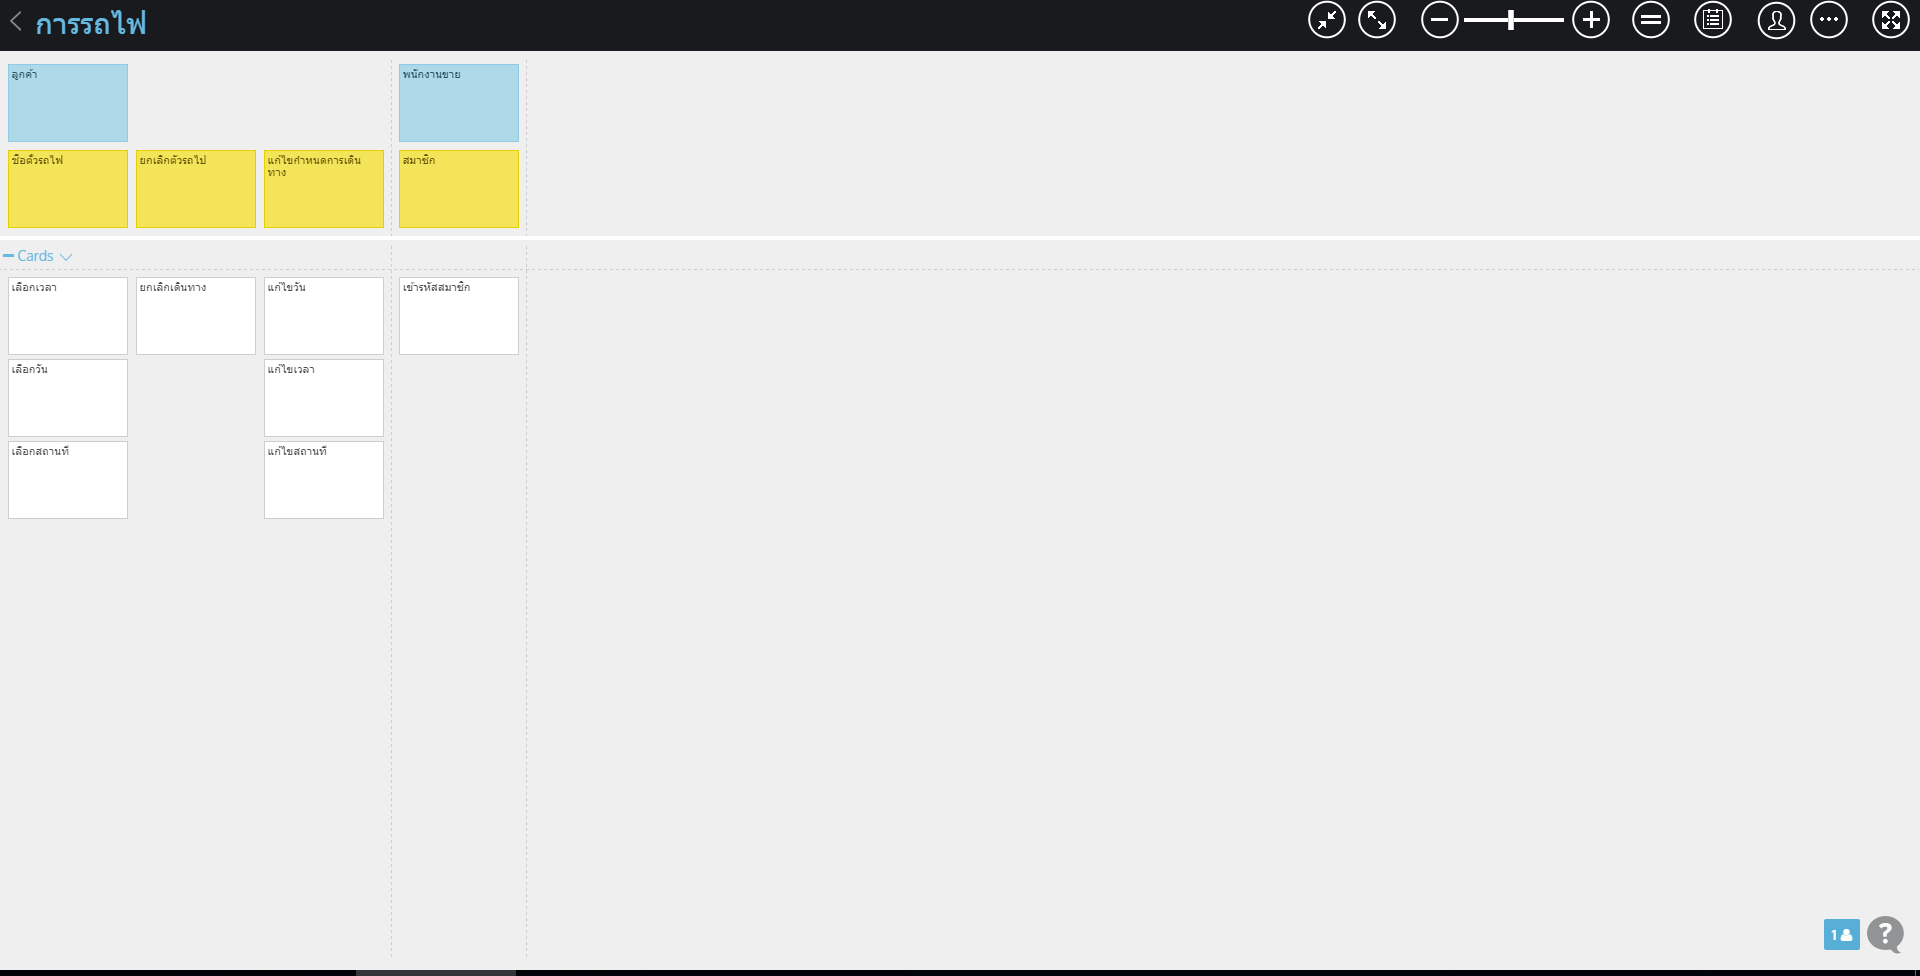 การรถไฟ
ลูกค้า
พนักงานขาย
ซื้อตั๋วรถไฟ
ยกเลิกตัวรถไป
แก้ไขกำหนดการเดิน
ทาง
สมาชิก
Cards
เลือกเวลา
ยกเลิกเดินทาง
แก้ไขวัน
เข้ารหัสสมาชิก
เลือกวัน
แก้ไขเวลา
เลือกสถานที่
แก้ไขสถานที่
1
?